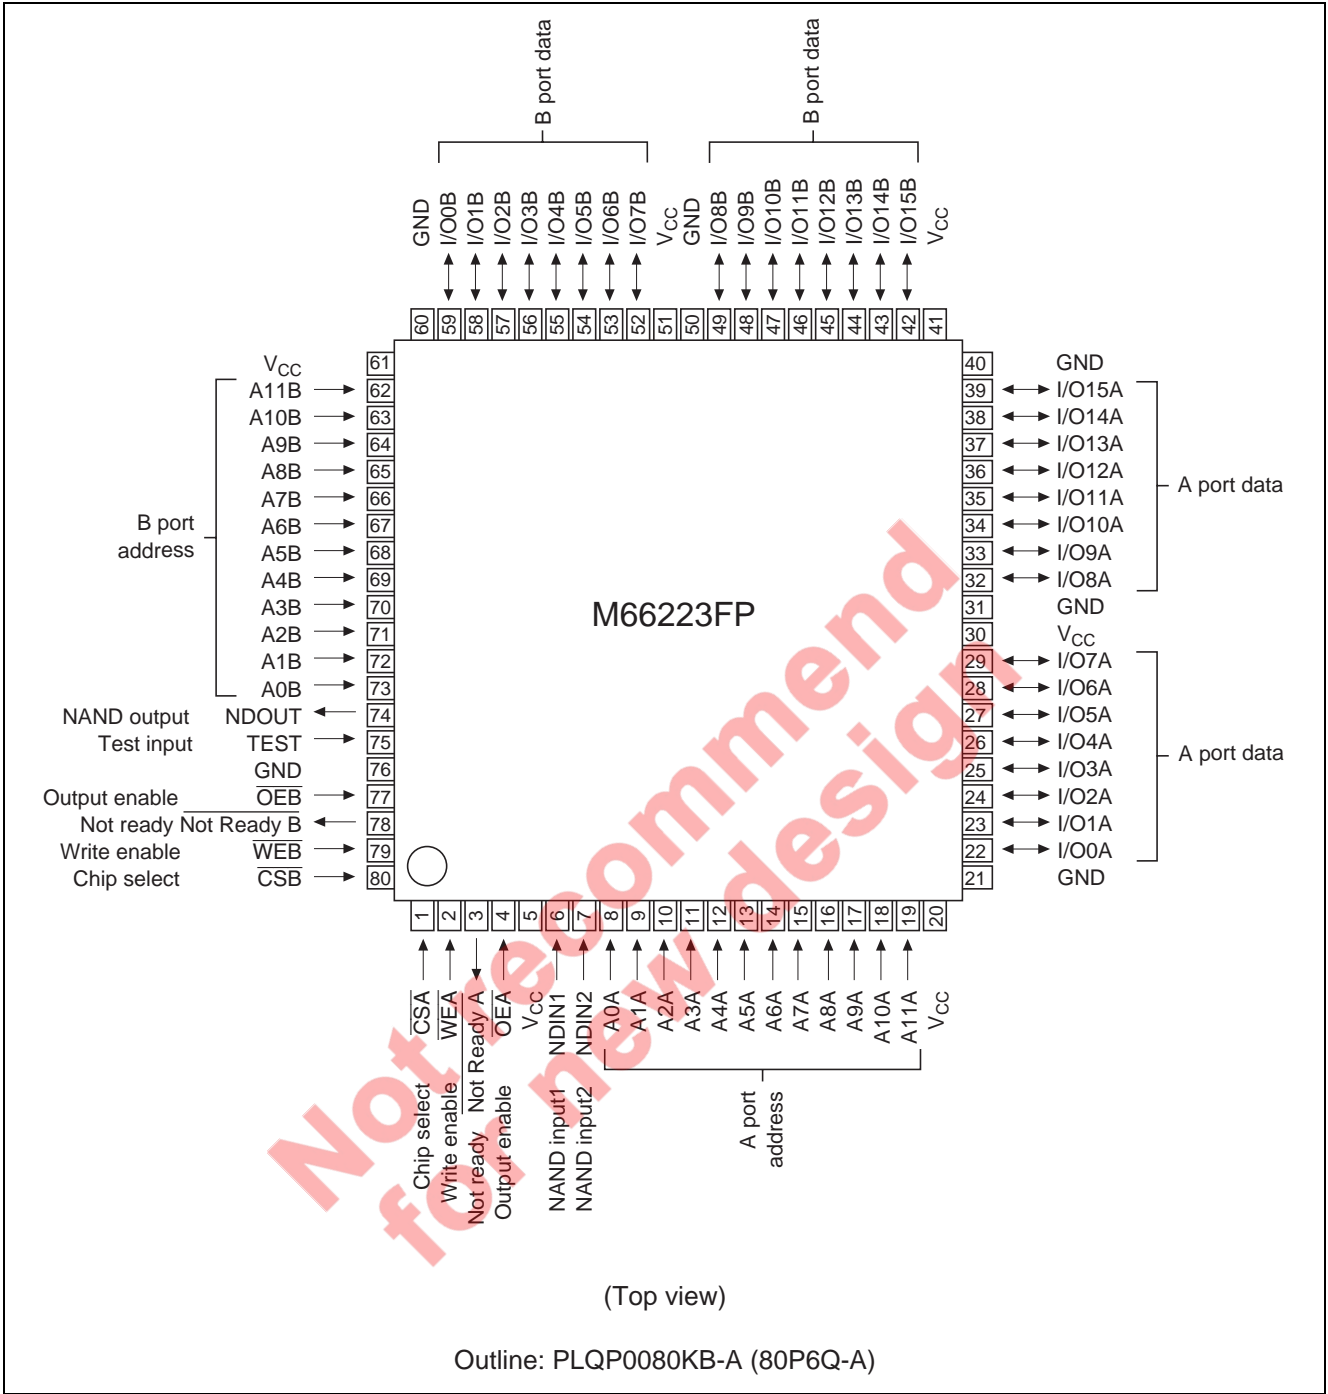 B port data
B port data
GND
I/O0B
I/O1B
I/O2B
I/O3B
I/O4B
I/O5B
I/O6B
I/O7B
VCC
GND
I/O8B
I/O9B
I/O10B
I/O11B
I/O12B
I/O13B
I/O14B
I/O15B
VCC
60 59 58 57 56 55 54 53 52 51 50 49 48 47 46 45 44 43 42 41
VCC 61
A11B 62
A10B 63
A9B 64
A8B 65
A7B 66
A6B 67
A5B 68
A4B 69
A3B 70
A2B 71
A1B 72
A0B 73
B port
address
NAND output NDOUT 74
Test input TEST 75
GND 76
Output enable OEB 77
Not ready Not Ready B 78
Write enable WEB 79
Chip select CSB 80
M66223FP
40 GND
39 I/O15A
38 I/O14A
37 I/O13A
36 I/O12A
35 I/O11A
34 I/O10A
33 I/O9A
32 I/O8A
A port data
31 GND
30 VCC
29 I/O7A
28 I/O6A
27 I/O5A
26 I/O4A
25 I/O3A
24 I/O2A
23 I/O1A
22 I/O0A
A port data
21 GND
1 2 3 4 5 6 7 8 9 10 11 12 13 14 15 16 17 18 19 20
Chip select CSA
Write enable WEA
Not ready Not Ready A
Output enable OEA
VCC
NAND input1 NDIN1
NAND input2 NDIN2
A0A
A1A
A2A
A3A
A4A
A5A
A6A
A7A
A8A
A9A
A10A
A11A
VCC
A port
address
Not recommend
for new design
(Top view)
Outline: PLQP0080KB-A (80P6Q-A)